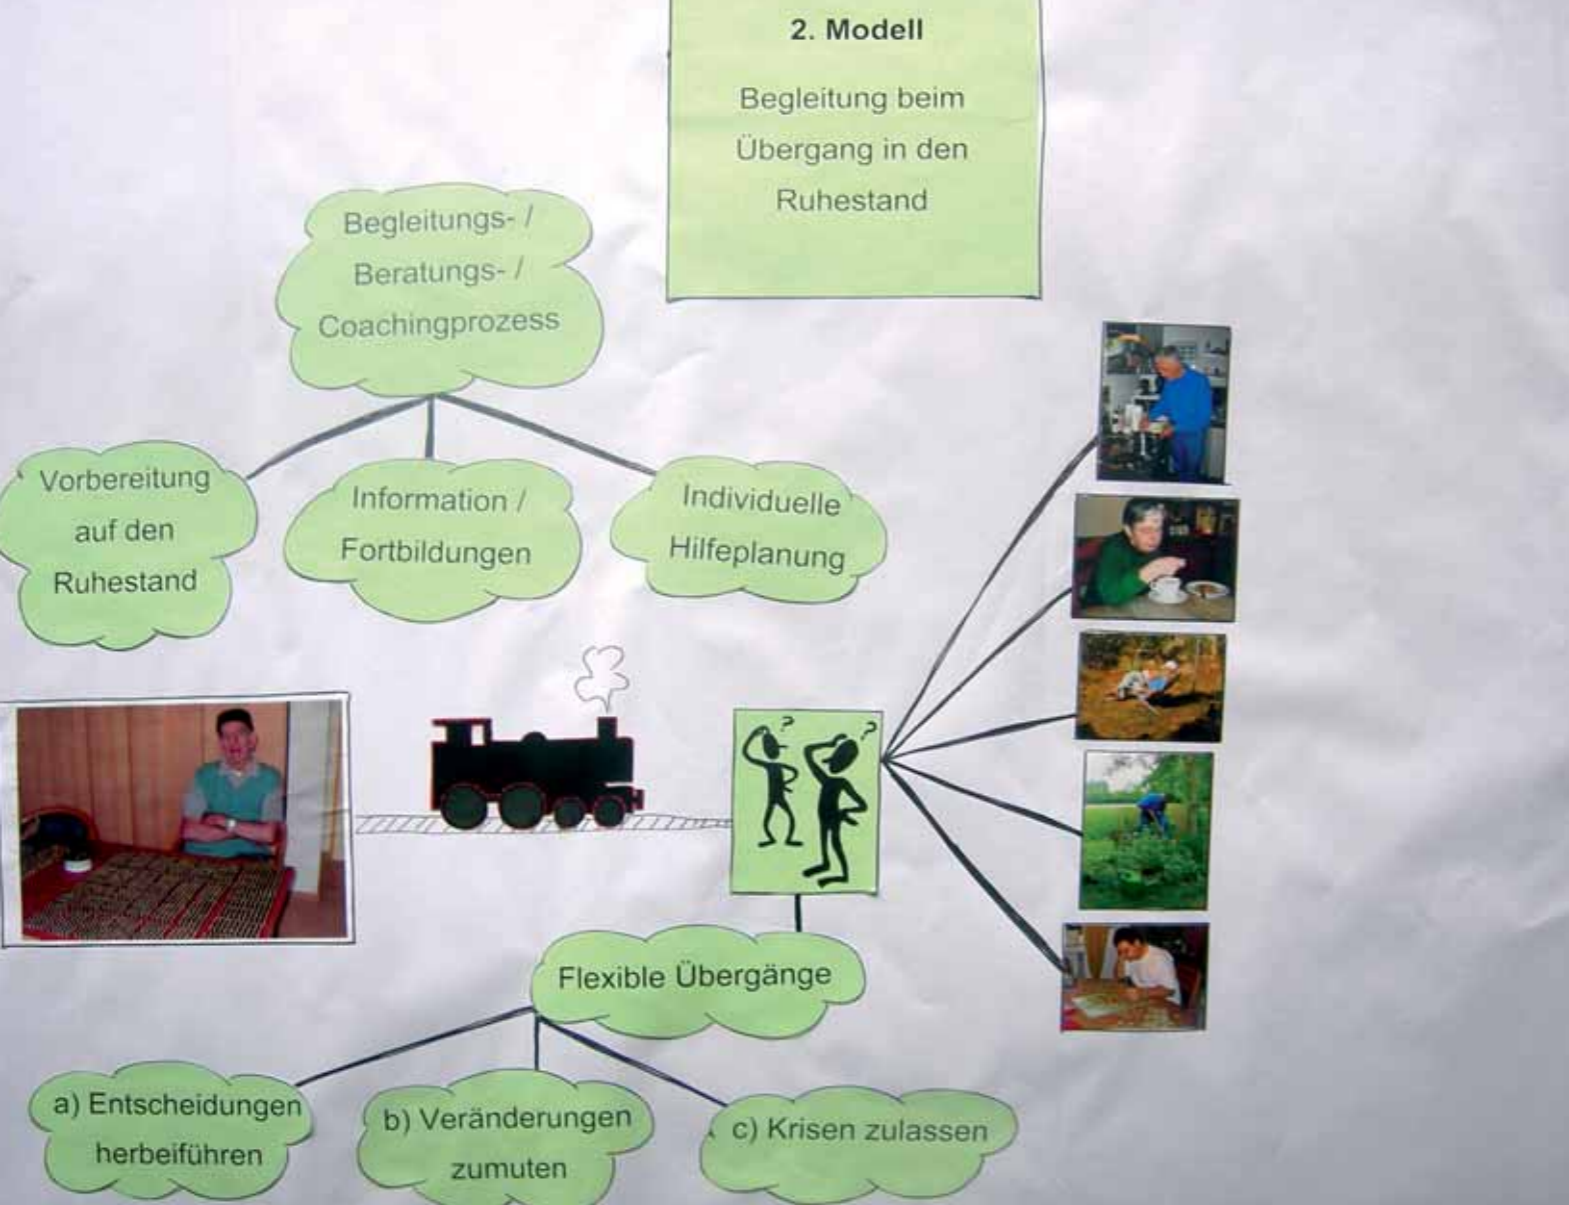 2. Modell
Begleitung beim
Übergang in den
Ruhestand
Begleitungs- /
Beratungs- /
Coachingprozess
Vorbereitung
auf den
Ruhestand
Information /
Fortbildungen
Individuelle
Hilfeplanung
? ?
Flexible Übergänge
a) Entscheidungen
herbeiführen
b) Veränderungen
zumuten
c) Krisen zulassen